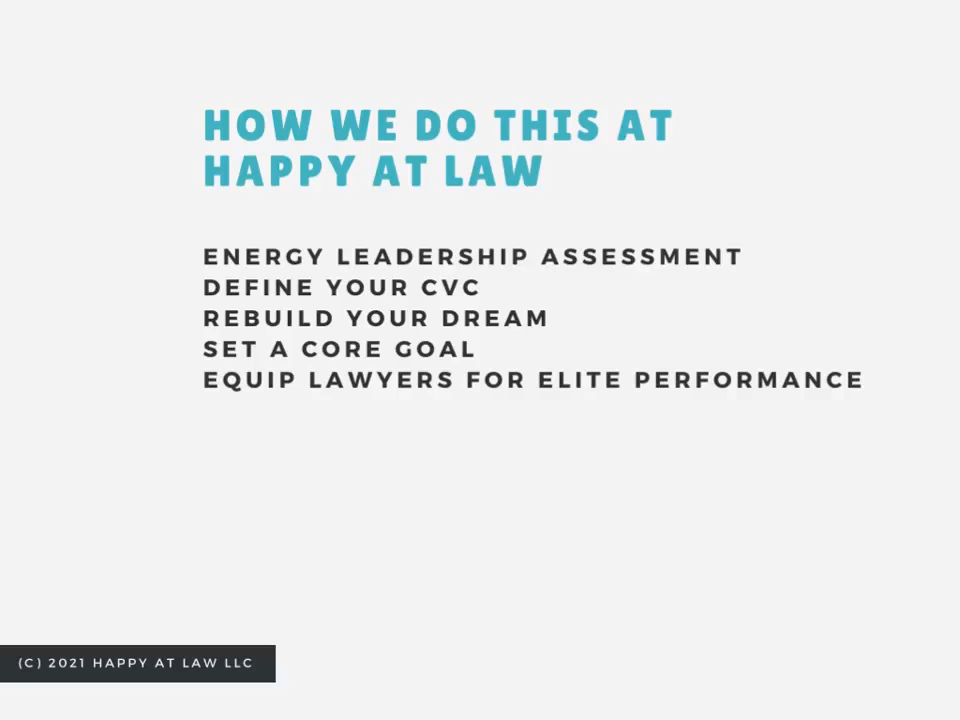 HOW WE DO THIS AT
HAPPY AT LAW
ENERGY LEADERSHIP ASSESSMENT
DEFINE YOUR CVC
REBUILD YOUR DREAM
SET A CORE GOAL
EQUIP LAWYERS FOR ELITE PERFORMANCE
(C) 2021 HAPPY AT LAW LLC